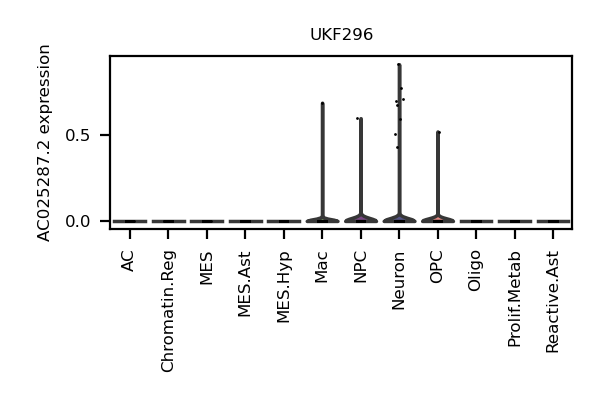 UKF296
AC025287.2 expression
0.5
0.0
AC
Chromatin.Reg
MES
MES.Ast
MES.Hyp
Mac
NPC
Neuron
OPC
Oligo
Prolif.Metab
Reactive.Ast